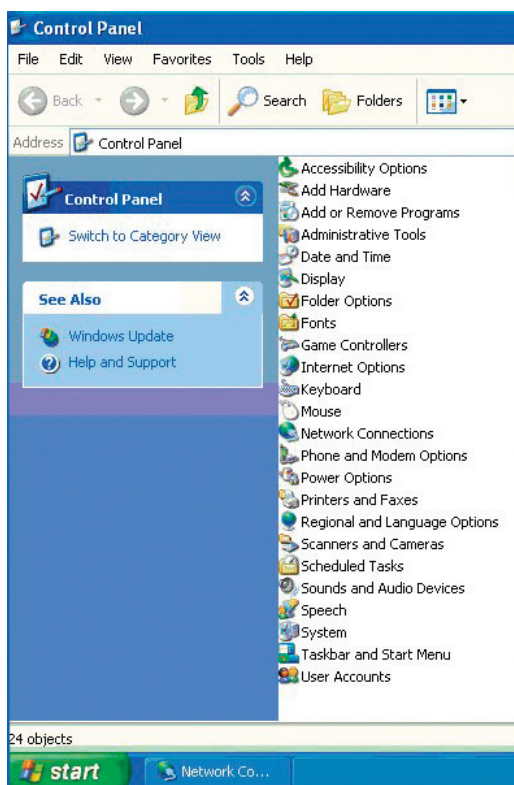 Control Panel
File Edit View Favorites Tools Help
Back Search Folders
Address Control Panel
Control Panel
Switch to Category View
See Also
Windows Update
Help and Support
Accessibility Options
Add Hardware
Add or Remove Programs
Administrative Tools
Date and Time
Display
Folder Options
Fonts
Game Controllers
Internet Options
Keyboard
Mouse
Network Connections
Phone and Modem Options
Power Options
Printers and Faxes
Regional and Language Options
Scanners and Cameras
Scheduled Tasks
Sounds and Audio Devices
Speech
System
Taskbar and Start Menu
User Accounts
24 objects
start Network Co...